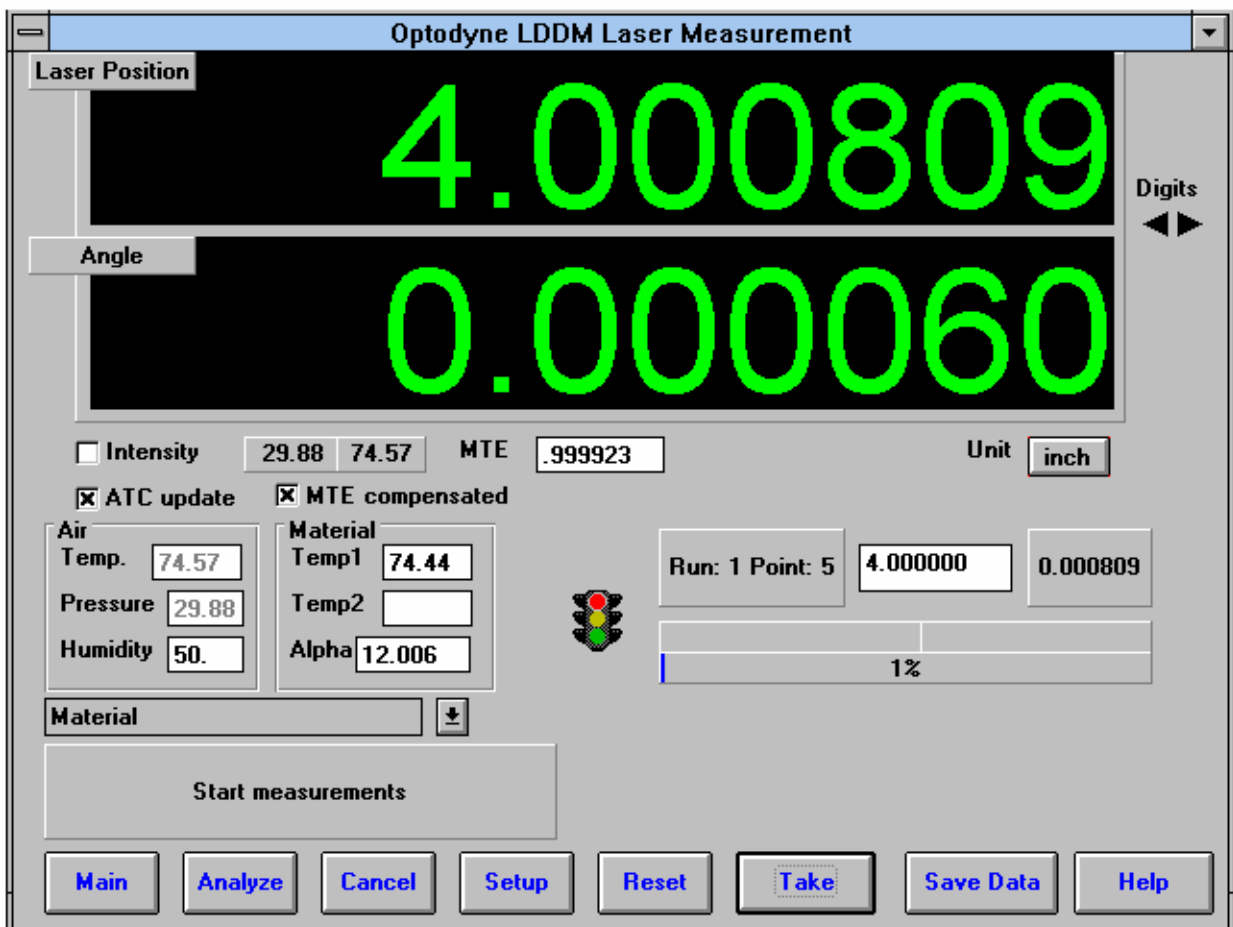 Optodyne LDDM Laser Measurement
Laser Position
4.000809
Digits
Angle
0.000060
Intensity 29.88 74.57 MTE .999923 Unit inch
ATC update MTE compensated
Air Material
Temp. 74.57 Temp1 74.44 Run: 1 Point: 5 4.000000 0.000809
Pressure 29.88 Temp2
Humidity 50. Alpha 12.006 1%
Material
Start measurements
Main Analyze Cancel Setup Reset Take Save Data Help